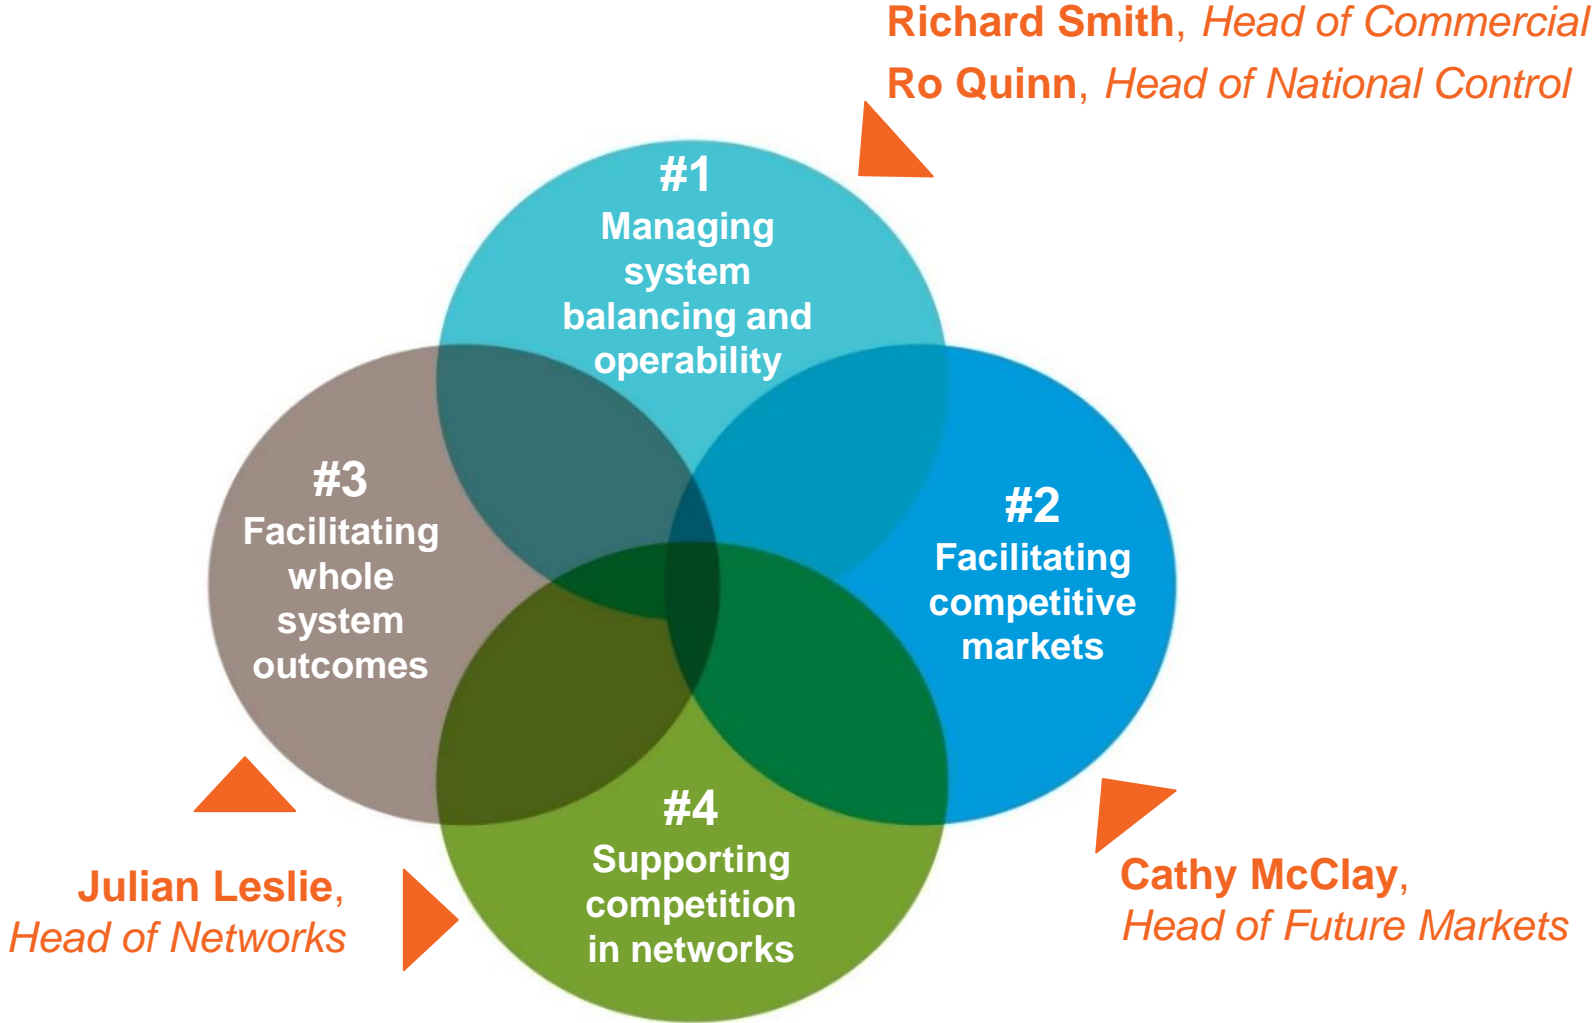 Richard Smith, Head of Commercial
Ro Quinn, Head of National Control
#1
Managing
system
balancing and
operability
#3
Facilitating
whole
system
outcomes
#2
Facilitating
competitive
markets
#4
Supporting
competition
in networks
Julian Leslie,
Head of Networks
Cathy McClay,
Head of Future Markets